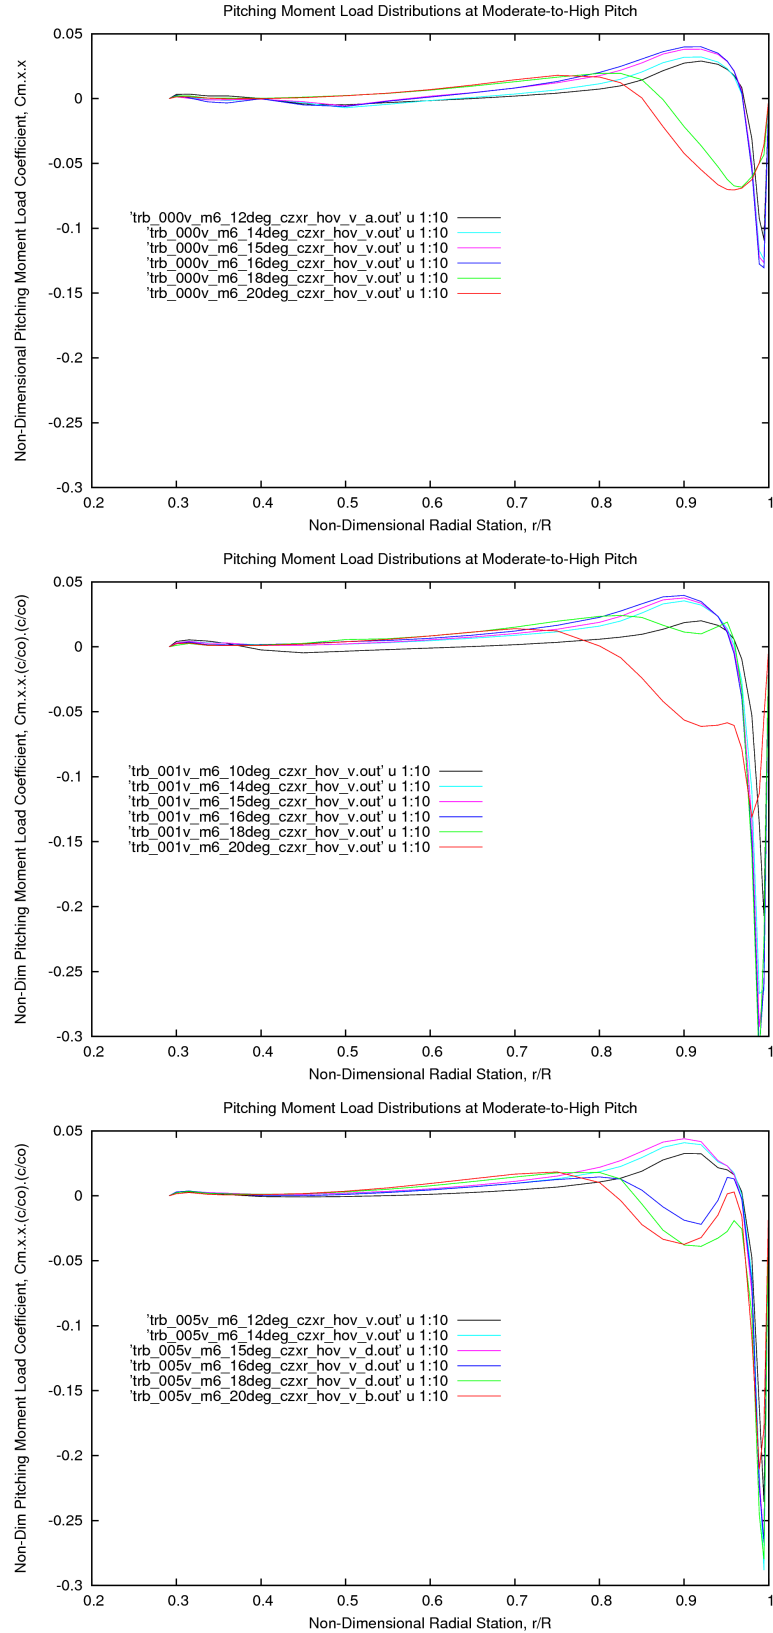 Pitching Moment Load Distributions at Moderate-to-High Pitch
Non-Dimensional Pitching Moment Load Coefficient, Cm.x.x
0.05
0
-0.05
-0.1
-0.15
-0.2
-0.25
-0.3
'trb_000v_m6_12deg_czxr_hov_v_a.out' u 1:10
'trb_000v_m6_14deg_czxr_hov_v.out' u 1:10
'trb_000v_m6_15deg_czxr_hov_v.out' u 1:10
'trb_000v_m6_16deg_czxr_hov_v.out' u 1:10
'trb_000v_m6_18deg_czxr_hov_v.out' u 1:10
'trb_000v_m6_20deg_czxr_hov_v.out' u 1:10
0.2 0.3 0.4 0.5 0.6 0.7 0.8 0.9 1
Non-Dimensional Radial Station, r/R
Pitching Moment Load Distributions at Moderate-to-High Pitch
Non-Dim Pitching Moment Load Coefficient, Cm.x.x.(c/co).(c/co)
0.05
0
-0.05
-0.1
-0.15
-0.2
-0.25
-0.3
'trb_001v_m6_10deg_czxr_hov_v.out' u 1:10
'trb_001v_m6_14deg_czxr_hov_v.out' u 1:10
'trb_001v_m6_15deg_czxr_hov_v.out' u 1:10
'trb_001v_m6_16deg_czxr_hov_v.out' u 1:10
'trb_001v_m6_18deg_czxr_hov_v.out' u 1:10
'trb_001v_m6_20deg_czxr_hov_v.out' u 1:10
0.2 0.3 0.4 0.5 0.6 0.7 0.8 0.9 1
Non-Dimensional Radial Station, r/R
Pitching Moment Load Distributions at Moderate-to-High Pitch
Non-Dim Pitching Moment Load Coefficient, Cm.x.x.(c/co).(c/co)
0.05
0
-0.05
-0.1
-0.15
-0.2
-0.25
-0.3
'trb_005v_m6_12deg_czxr_hov_v.out' u 1:10
'trb_005v_m6_14deg_czxr_hov_v.out' u 1:10
'trb_005v_m6_15deg_czxr_hov_v_d.out' u 1:10
'trb_005v_m6_16deg_czxr_hov_v_d.out' u 1:10
'trb_005v_m6_18deg_czxr_hov_v_d.out' u 1:10
'trb_005v_m6_20deg_czxr_hov_v_b.out' u 1:10
0.2 0.3 0.4 0.5 0.6 0.7 0.8 0.9 1
Non-Dimensional Radial Station, r/R